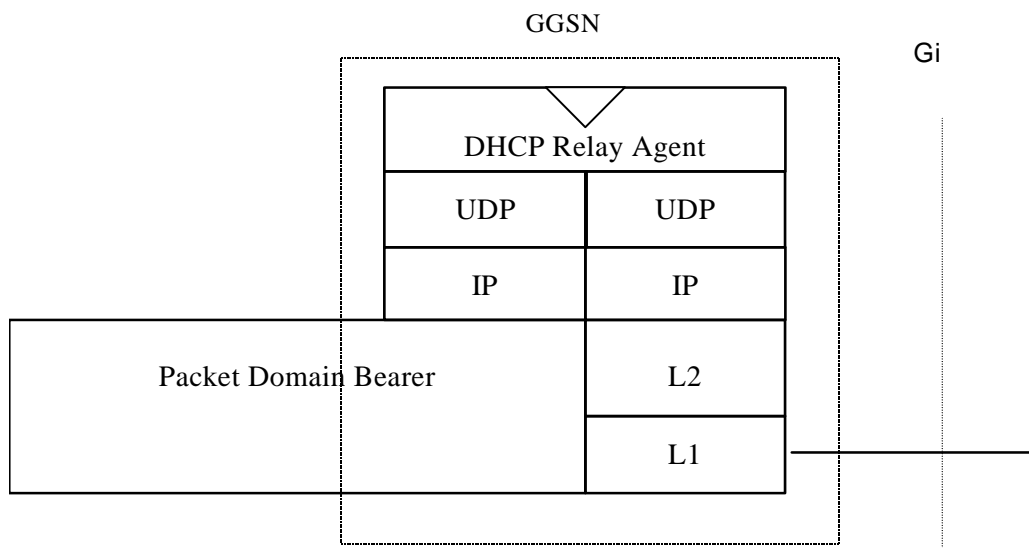 GGSN
Gi
DHCP Relay Agent
UDP UDP
IP IP
Packet Domain Bearer L2
L1